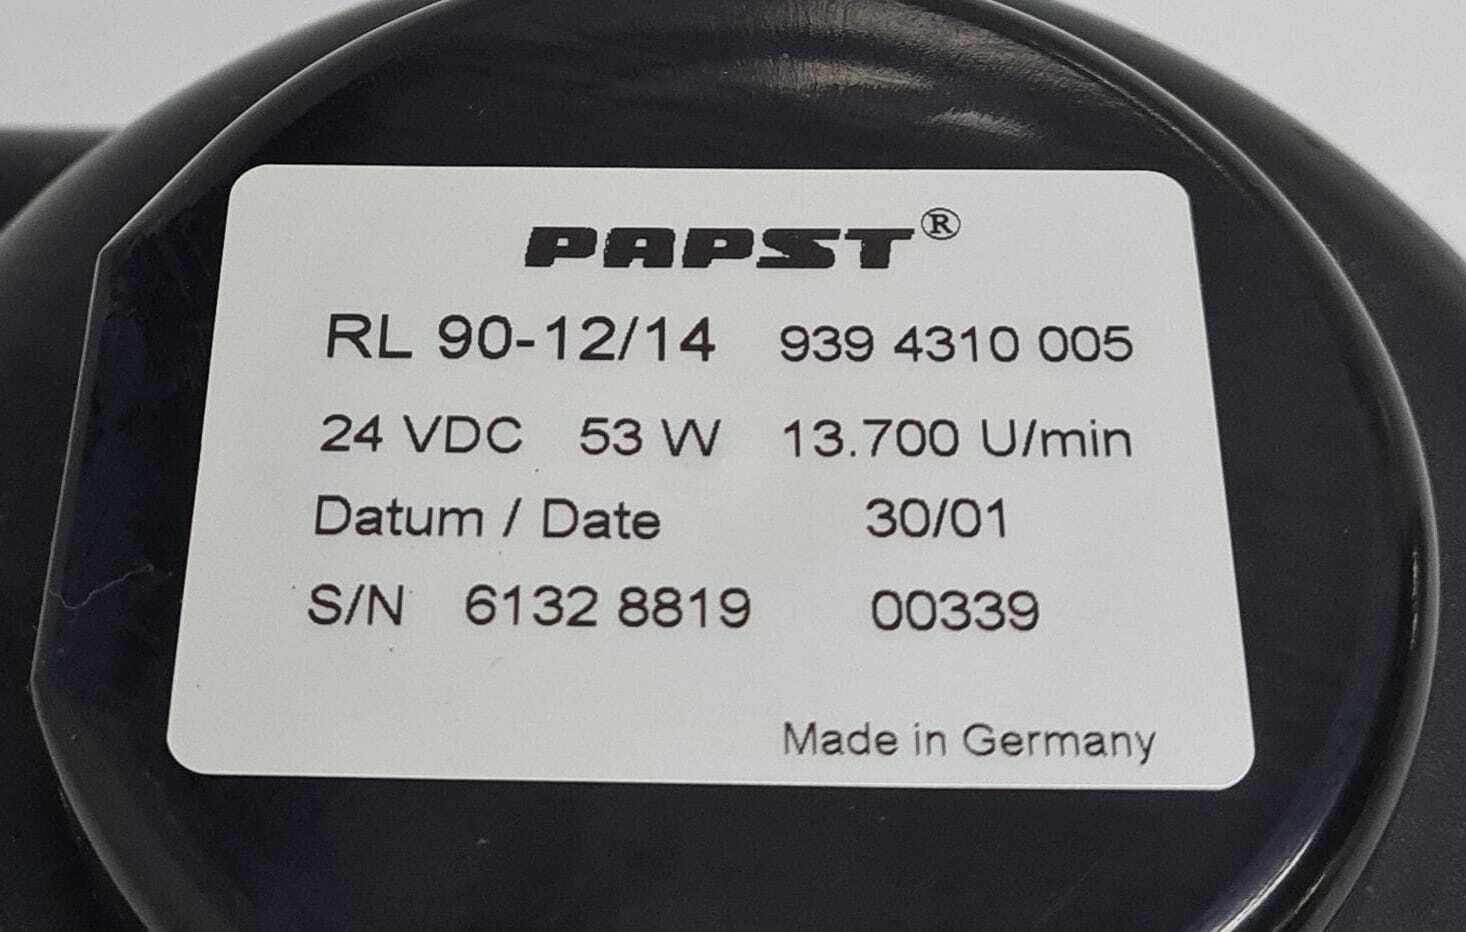 PAPST®
RL 90-12/14 939 4310 005
24 VDC 53 W 13.700 U/min
Datum / Date 30/01
S/N 6132 8819 00339
Made in Germany